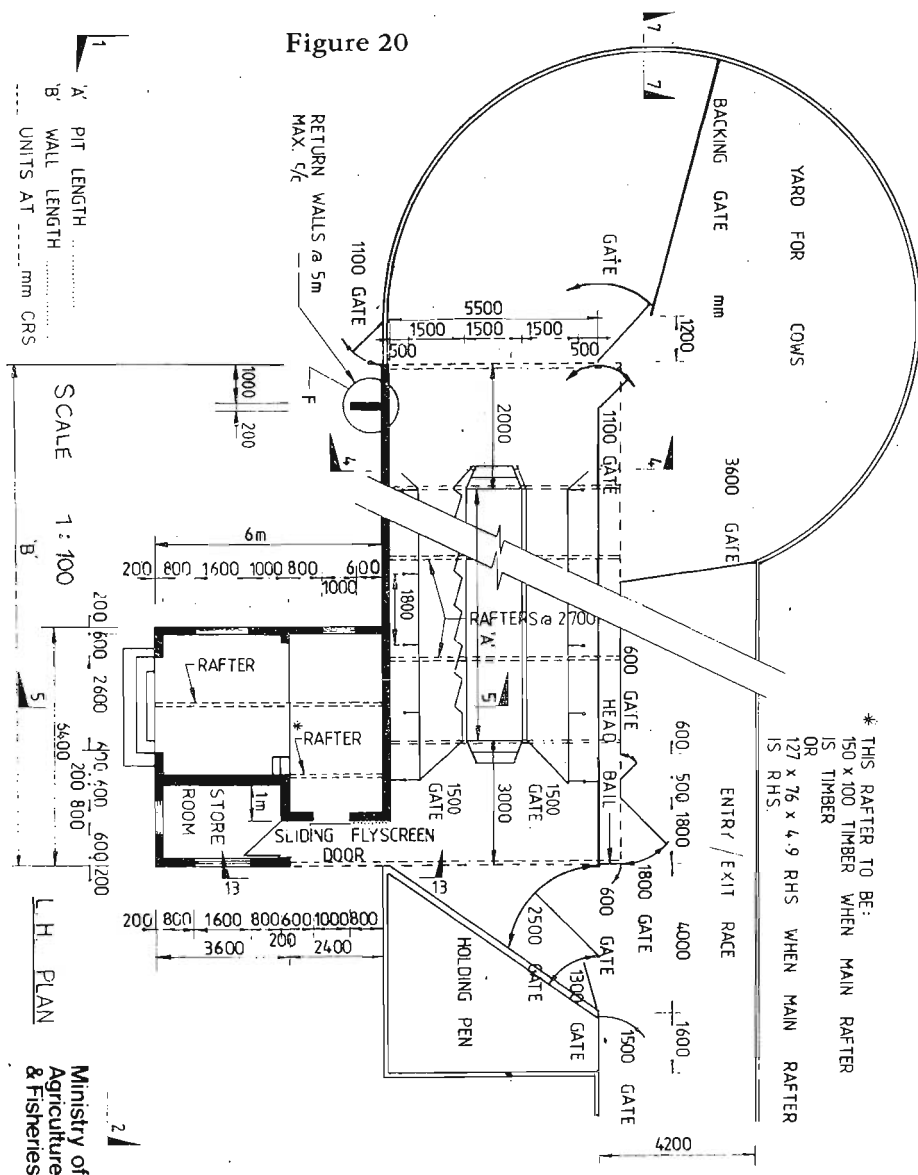 Figure 20
'A' PIT LENGTH
'B' WALL LENGTH
UNITS AT mm CRS
SCALE 1:100
L.H. PLAN
Ministry of
Agriculture
& Fisheries
* THIS RAFTER TO BE:
150 x 100 TIMBER WHEN MAIN RAFTER
IS TIMBER
OR
127 x 76 x 4.9 RHS WHEN MAIN RAFTER
IS RHS.
YARD FOR COWS
BACKING GATE mm
GATE
3600 GATE
1100 GATE
RETURN WALLS a 5m
MAX. C/C
1100 GATE
F
5500
1500 1500 1500
500 500
1200
2000
1000
200
6m
200 800 1600 1000 800 600
1000
1800
RAFTERS a 2700
'A'
600 GATE
HEAD BAIL
600 500 1800
ENTRY / EXIT RACE
4000
1600
4200
RAFTER
* RAFTER
STORE
ROOM
1m
1500
GATE
1500
GATE.
3000
SLIDING FLYSCREEN
DOOR
1800 GATE
600 GATE
2500 GATE
1300 GATE
1500 GATE
HOLDING PEN
200 800 1600 800 600 1000 800
200
3600 2400
'B'
200 600 2600 600 600 200
200 800
1
2
4 4
5 5
7 7
13 13